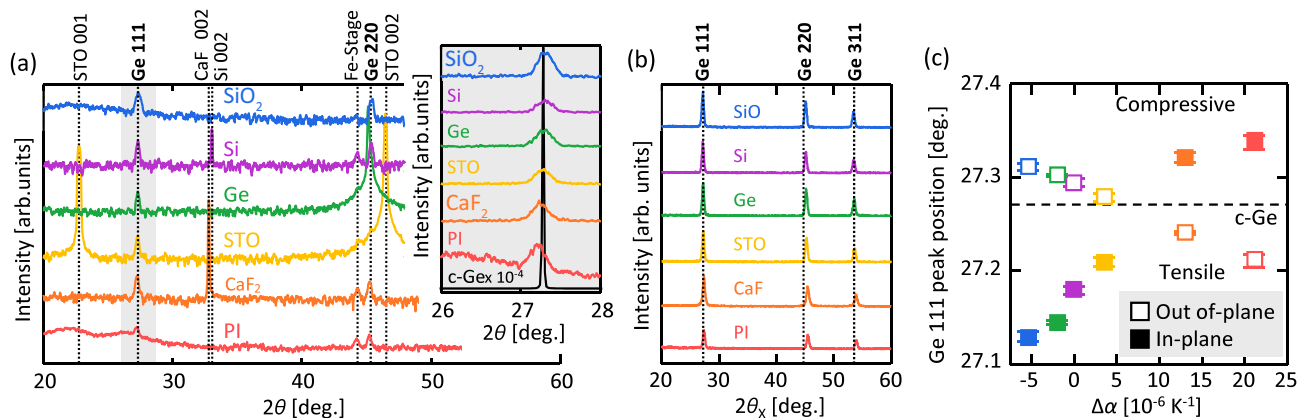 (a)
STO 001
Ge 111
CaF 002
Si 002
Fe-Stage
Ge 220
STO 002
SiO2
Si
Ge
STO
CaF2
PI
Intensity [arb.units]
20 30 40 50 60
2θ [deg.]
SiO2
Si
Ge
STO
CaF2
PI
c-Gex 10-4
Intensity [arb.units]
26 27 28
2θ [deg.]
(b)
Ge 111
Ge 220
Ge 311
SiO
Si
Ge
STO
CaF
PI
Intensity [arb. units]
20 30 40 50 60
2θX [deg.]
(c)
27.4
27.3
27.2
27.1
Ge 111 peak position [deg.]
Compressive
c-Ge
Tensile
Out of-plane
In-plane
-5 0 5 10 15 20 25
Δα [10-6 K-1]